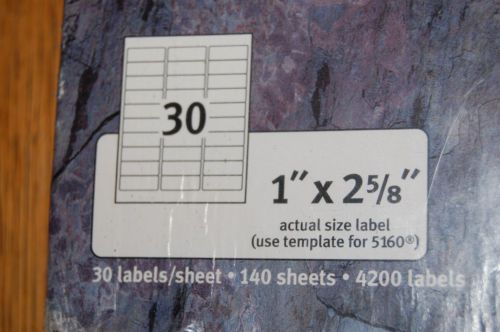 30
1" x 2⅝"
actual size label
(use template for 5160®)
30 labels/sheet • 140 sheets • 4200 labels